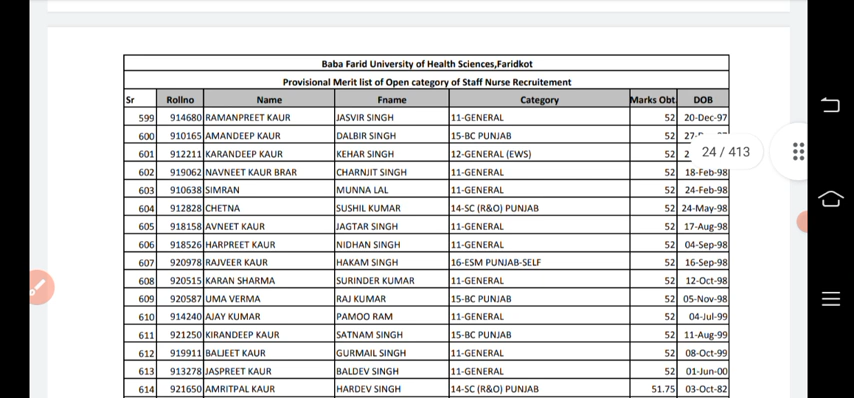 Baba Farid University of Health Sciences,Faridkot
Provisional Merit list of Open category of Staff Nurse Recruitement
Sr Rollno Name Fname Category Marks Obt. DOB
599 914680 RAMANPREET KAUR JASVIR SINGH 11-GENERAL 52 20-Dec-97
600 910165 AMANDEEP KAUR DALBIR SINGH 15-BC PUNJAB 52
601 912211 KARANDEEP KAUR KEHAR SINGH 12-GENERAL (EWS) 52 24 / 413
602 919062 NAVNEET KAUR BRAR CHARNJIT SINGH 11-GENERAL 52 18-Feb-98
603 910638 SIMRAN MUNNA LAL 11-GENERAL 52 24-Feb-98
604 912828 CHETNA SUSHIL KUMAR 14-SC (R&O) PUNJAB 52 24-May-98
605 918158 AVNEET KAUR JAGTAR SINGH 11-GENERAL 52 17-Aug-98
606 918526 HARPREET KAUR NIDHAN SINGH 11-GENERAL 52 04-Sep-98
607 920978 RAJVEER KAUR HAKAM SINGH 16-ESM PUNJAB-SELF 52 16-Sep-98
608 920515 KARAN SHARMA SURINDER KUMAR 11-GENERAL 52 12-Oct-98
609 920587 UMA VERMA RAJ KUMAR 15-BC PUNJAB 52 05-Nov-98
610 914240 AJAY KUMAR PAMOO RAM 11-GENERAL 52 04-Jul-99
611 921250 KIRANDEEP KAUR SATNAM SINGH 15-BC PUNJAB 52 11-Aug-99
612 919911 BALJEET KAUR GURMAIL SINGH 11-GENERAL 52 08-Oct-99
613 913278 JASPREET KAUR BALDEV SINGH 11-GENERAL 52 01-Jun-00
614 921650 AMRITPAL KAUR HARDEV SINGH 14-SC (R&O) PUNJAB 51.75 03-Oct-82